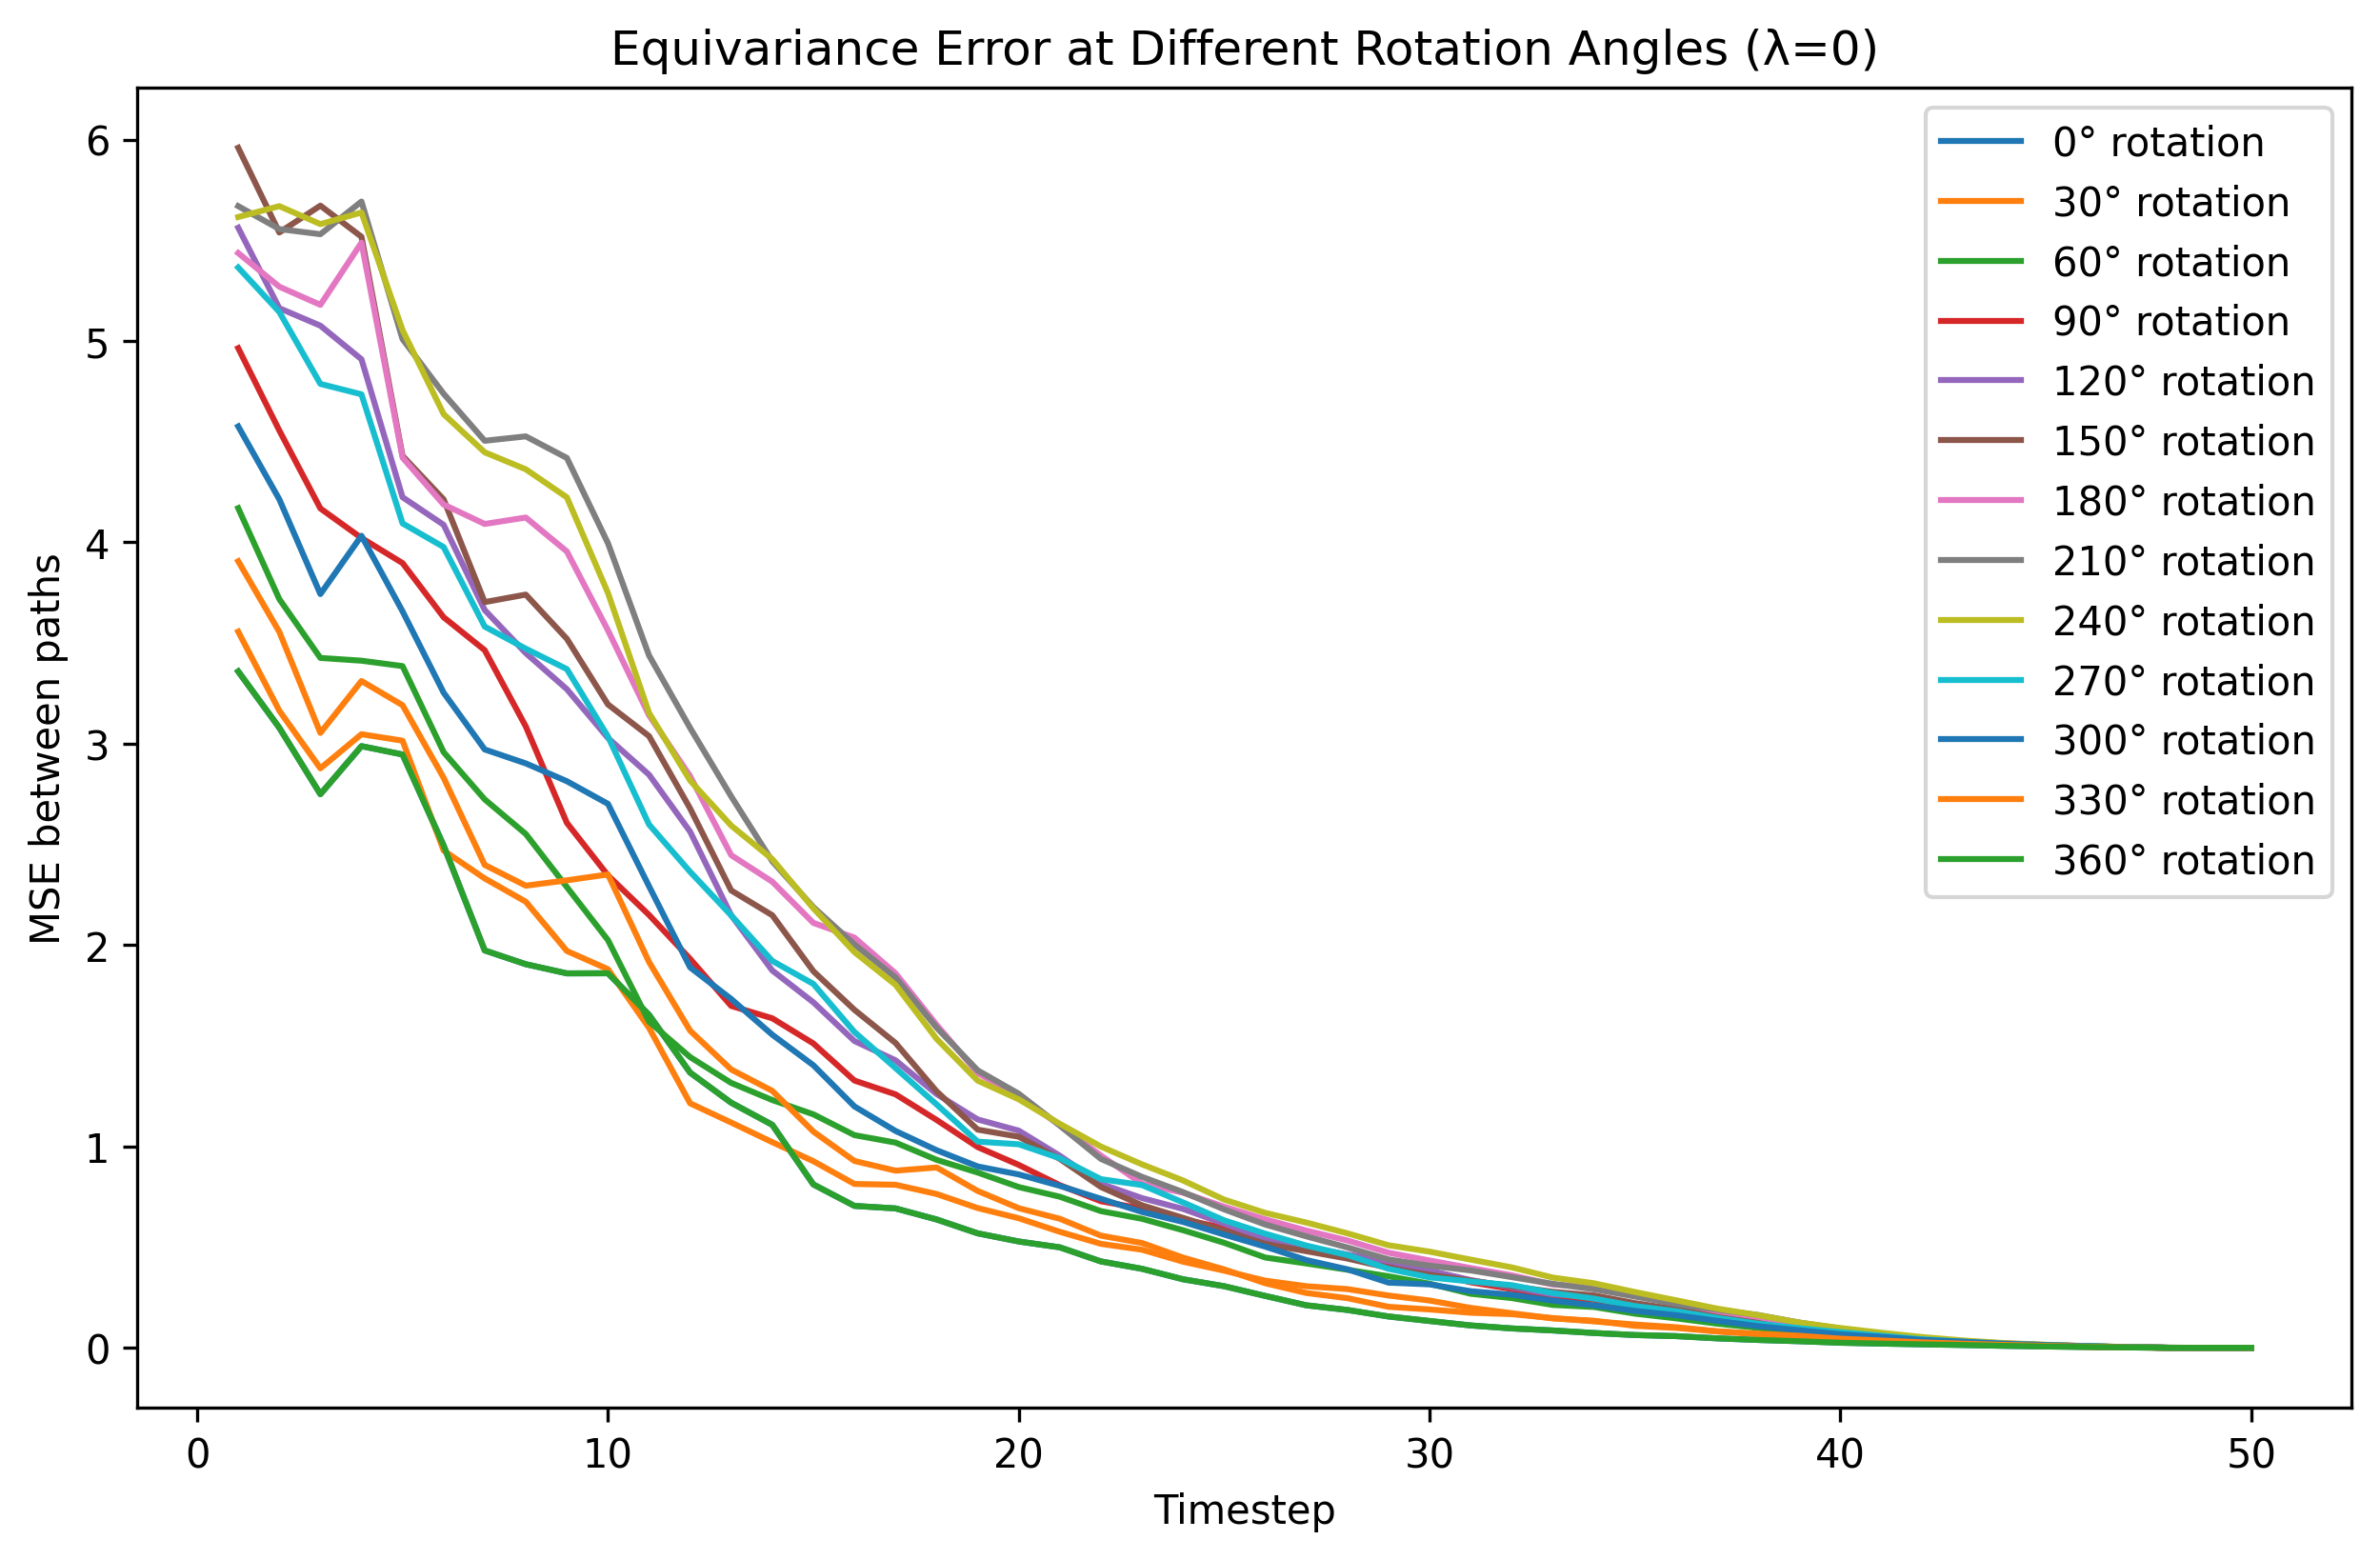 Equivariance Error at Different Rotation Angles (λ=0)
6
5
4
3
2
1
0
MSE between paths
0° rotation
30° rotation
60° rotation
90° rotation
120° rotation
150° rotation
180° rotation
210° rotation
240° rotation
270° rotation
300° rotation
330° rotation
360° rotation
0 10 20 30 40 50
Timestep